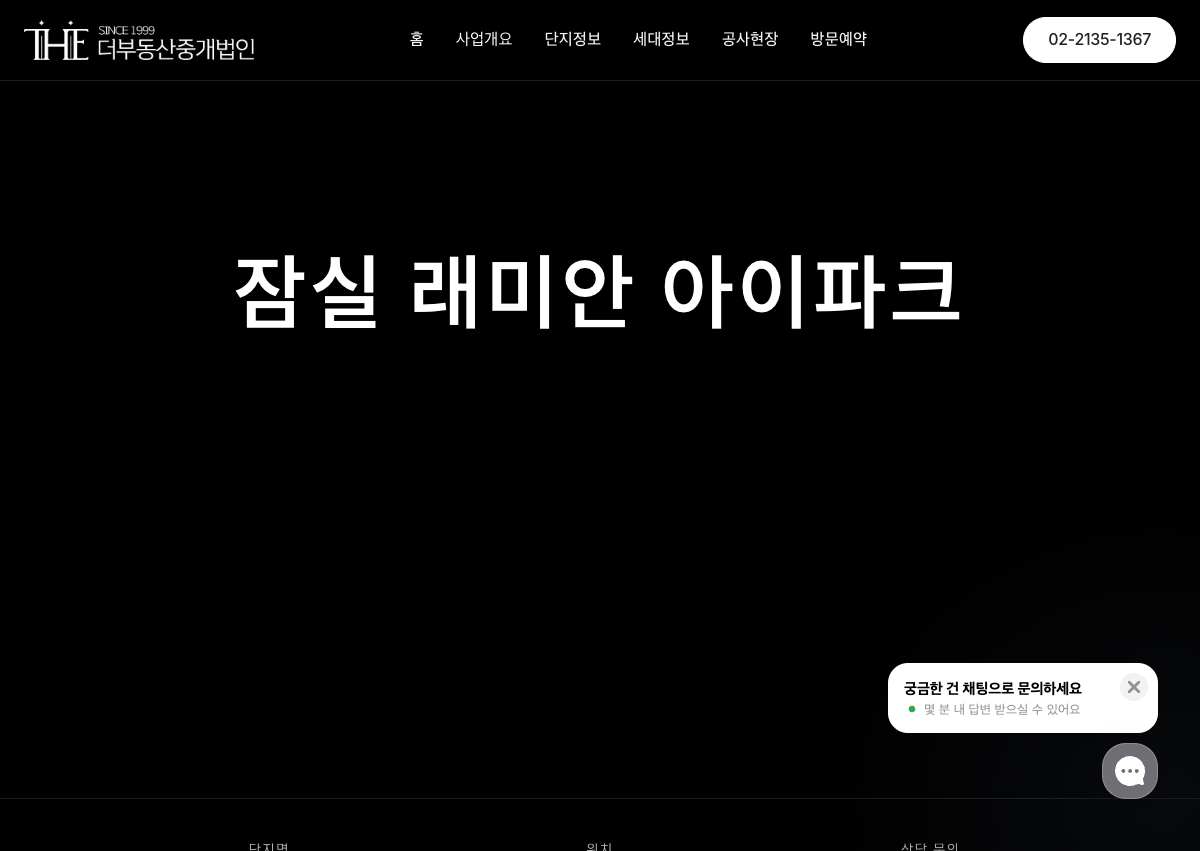 THE
SINCE 1999
더부동산중개법인
홈 사업개요 단지정보 세대정보 공사현장 방문예약
02-2135-1367
잠실 래미안 아이파크
궁금한 건 채팅으로 문의하세요
몇 분 내 답변 받으실 수 있어요
단지명 위치 상담 문의